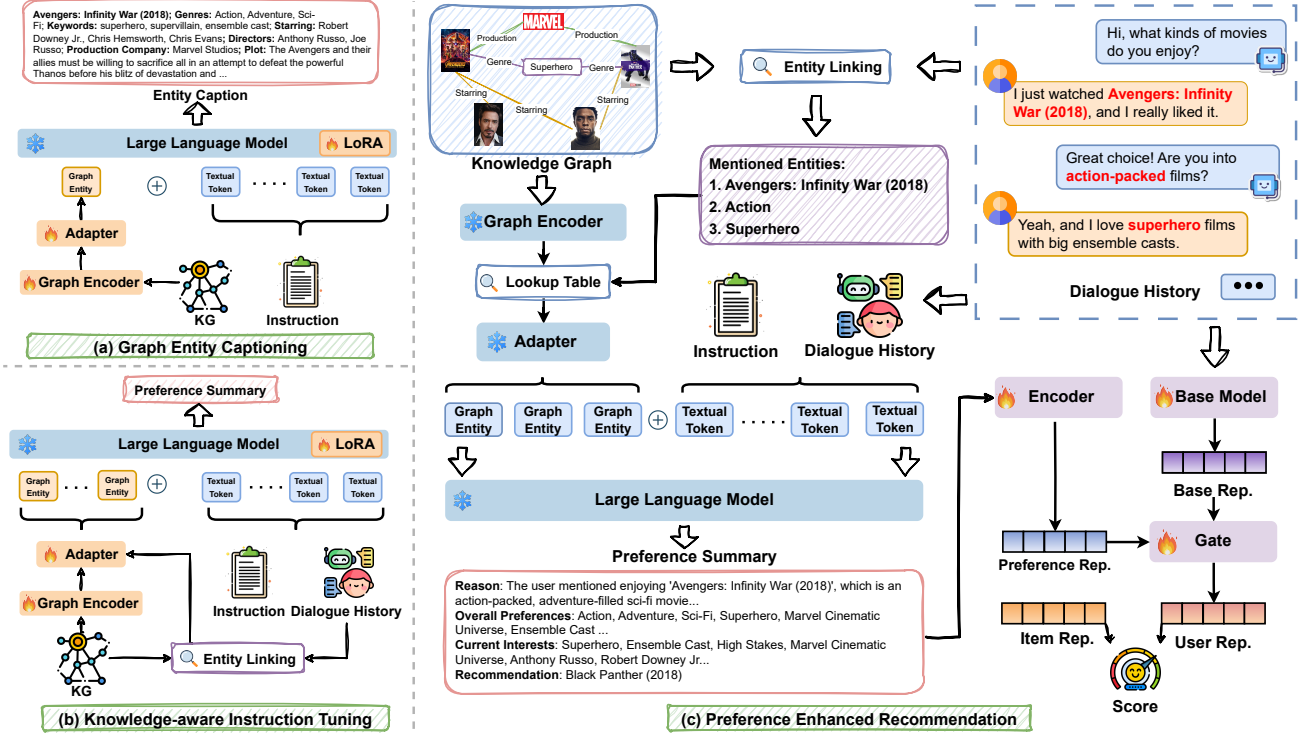 Avengers: Infinity War (2018); Genres: Action, Adventure, Sci-
Fi; Keywords: superhero, supervillain, ensemble cast; Starring: Robert
Downey Jr., Chris Hemsworth, Chris Evans; Directors: Anthony Russo, Joe
Russo; Production Company: Marvel Studios; Plot: The Avengers and their
allies must be willing to sacrifice all in an attempt to defeat the powerful
Thanos before his blitz of devastation and ...
Entity Caption
Large Language Model
LoRA
Graph
Entity
Textual
Token
Textual
Token
Textual
Token
Adapter
Graph Encoder
KG
Instruction
(a) Graph Entity Captioning
Preference Summary
Large Language Model
LoRA
Graph
Entity
Graph
Entity
Textual
Token
Textual
Token
Textual
Token
Adapter
Graph Encoder
Instruction
Dialogue History
KG
Entity Linking
(b) Knowledge-aware Instruction Tuning
MARVEL
Production
Production
Genre
Superhero
Genre
Starring
Starring
Starring
Knowledge Graph
Entity Linking
Hi, what kinds of movies
do you enjoy?
I just watched Avengers: Infinity
War (2018), and I really liked it.
Great choice! Are you into
action-packed films?
Yeah, and I love superhero films
with big ensemble casts.
Dialogue History
Mentioned Entities:
1. Avengers: Infinity War (2018)
2. Action
3. Superhero
Graph Encoder
Lookup Table
Adapter
Instruction
Dialogue History
Graph
Entity
Graph
Entity
Graph
Entity
Textual
Token
Textual
Token
Textual
Token
Large Language Model
Preference Summary
Reason: The user mentioned enjoying 'Avengers: Infinity War (2018)', which is an
action-packed, adventure-filled sci-fi movie...
Overall Preferences: Action, Adventure, Sci-Fi, Superhero, Marvel Cinematic
Universe, Ensemble Cast ...
Current Interests: Superhero, Ensemble Cast, High Stakes, Marvel Cinematic
Universe, Anthony Russo, Robert Downey Jr...
Recommendation: Black Panther (2018)
Encoder
Base Model
Base Rep.
Gate
Preference Rep.
Item Rep.
User Rep.
Score
(c) Preference Enhanced Recommendation